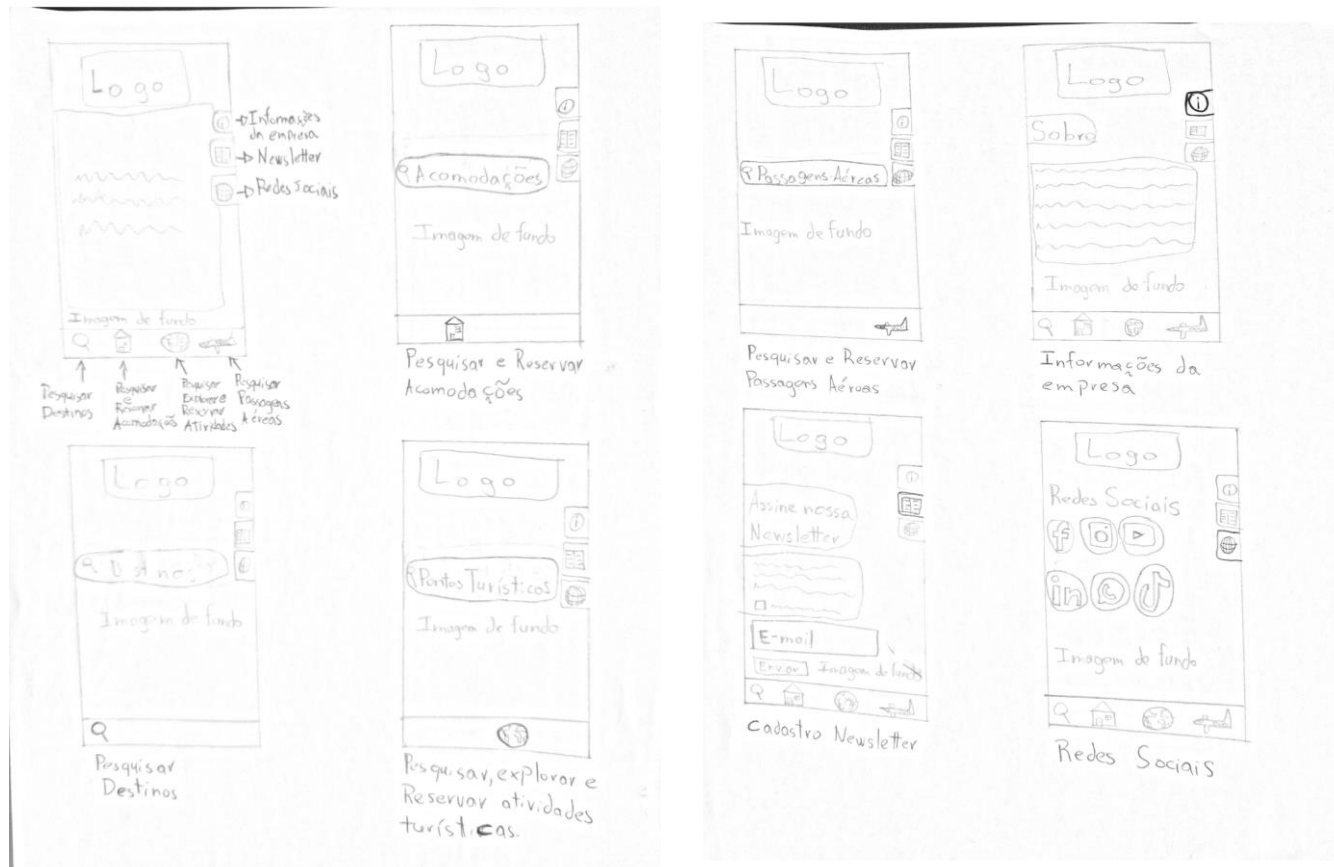 Logo
Informações
da empresa
Newsletter
Redes Sociais
Imagem de fundo
Pesquisar
Destinos
Pesquisar
e
Reservar
Acomodações
Pesquisar
Explorar e
Reservar
Atividades
Pesquisar
Passagens
Aéreas
Logo
Acomodações
Imagem de fundo
Pesquisar e Reservar
Acomodações
Logo
Imagem de fundo
Pesquisar
Destinos
Logo
Pontos Turísticos
Imagem de fundo
Pesquisar, explorar e
Reservar atividades
turísticas.
Logo
Passagens Aéreas
Imagem de fundo
Pesquisar e Reservar
Passagens Aéreas
Logo
Sobre
Imagem de fundo
Informações da
empresa
Logo
Assine nossa
Newsletter
E-mail
Enviar Imagem de fundo
Cadastro Newsletter
Logo
Redes Sociais
in
Imagem de fundo
Redes Sociais